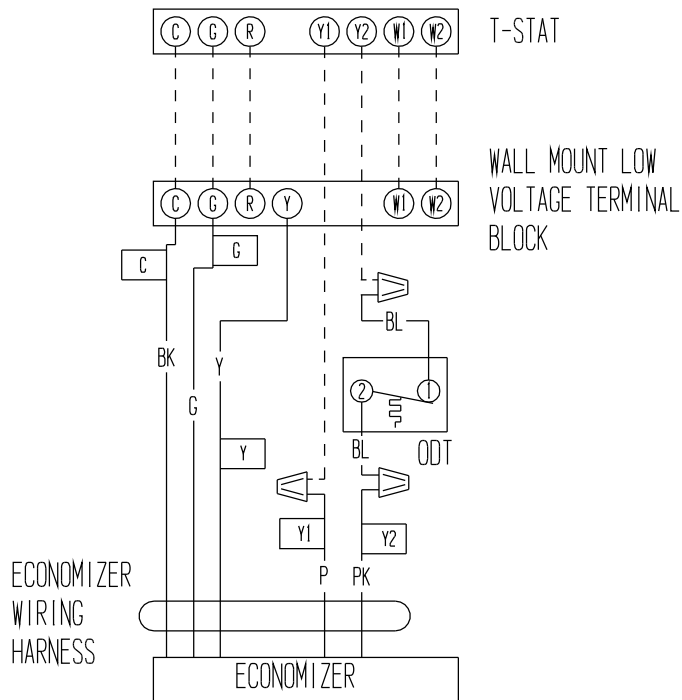 C G R Y1 Y2 W1 W2
T-STAT
WALL MOUNT LOW
VOLTAGE TERMINAL
BLOCK
C G R Y W1 W2
C
G
BL
BK
Y
G
2 1
Y
BL
ODT
Y1
Y2
P
PK
ECONOMIZER
WIRING
HARNESS
ECONOMIZER